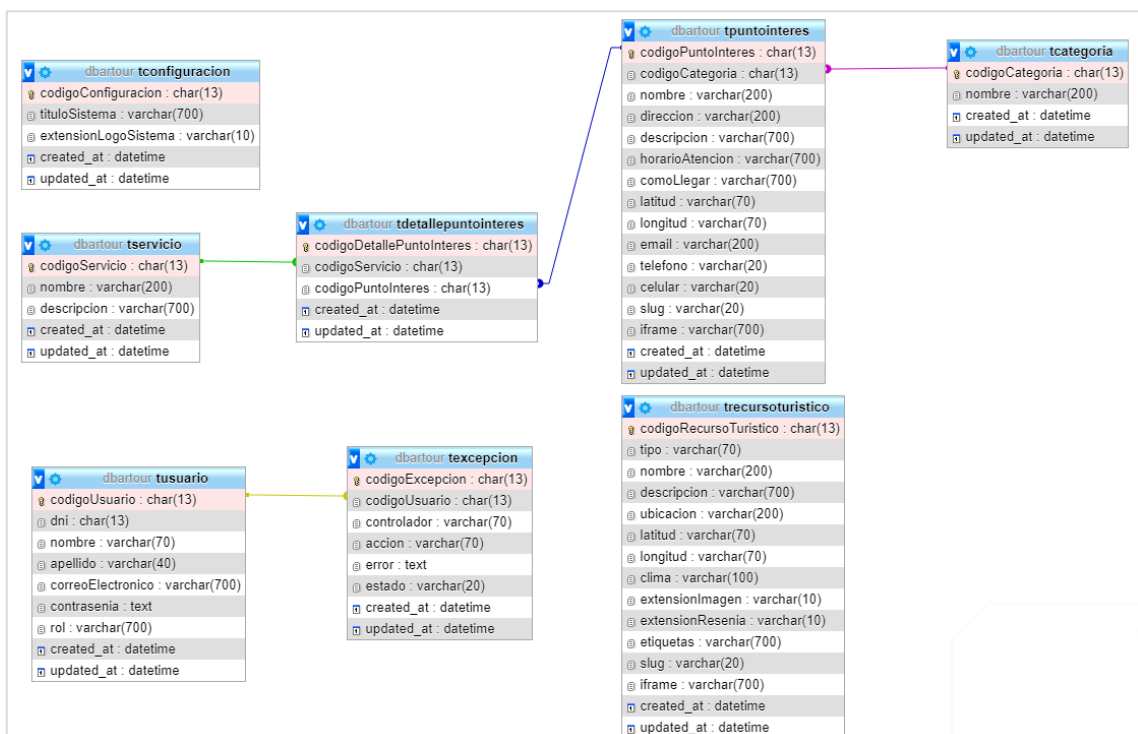 dbartour tconfiguracion
codigoConfiguracion : char(13)
tituloSistema : varchar(700)
extensionLogoSistema : varchar(10)
created_at : datetime
updated_at : datetime
dbartour tservicio
codigoServicio : char(13)
nombre : varchar(200)
descripcion : varchar(700)
created_at : datetime
updated_at : datetime
dbartour tdetallepuntointeres
codigoDetallePuntoInteres : char(13)
codigoServicio : char(13)
codigoPuntoInteres : char(13)
created_at : datetime
updated_at : datetime
dbartour tpuntointeres
codigoPuntoInteres : char(13)
codigoCategoria : char(13)
nombre : varchar(200)
direccion : varchar(200)
descripcion : varchar(700)
horarioAtencion : varchar(700)
comoLlegar : varchar(700)
latitud : varchar(70)
longitud : varchar(70)
email : varchar(200)
telefono : varchar(20)
celular : varchar(20)
slug : varchar(20)
iframe : varchar(700)
created_at : datetime
updated_at : datetime
dbartour tcategoria
codigoCategoria : char(13)
nombre : varchar(200)
created_at : datetime
updated_at : datetime
dbartour tusuario
codigoUsuario : char(13)
dni : char(13)
nombre : varchar(70)
apellido : varchar(40)
correoElectronico : varchar(700)
contrasenia : text
rol : varchar(700)
created_at : datetime
updated_at : datetime
dbartour texcepcion
codigoExcepcion : char(13)
codigoUsuario : char(13)
controlador : varchar(70)
accion : varchar(70)
error : text
estado : varchar(20)
created_at : datetime
updated_at : datetime
dbartour trecursoturistico
codigoRecursoTuristico : char(13)
tipo : varchar(70)
nombre : varchar(200)
descripcion : varchar(700)
ubicacion : varchar(200)
latitud : varchar(70)
longitud : varchar(70)
clima : varchar(100)
extensionImagen : varchar(10)
extensionResenia : varchar(10)
etiquetas : varchar(700)
slug : varchar(20)
iframe : varchar(700)
created_at : datetime
updated_at : datetime